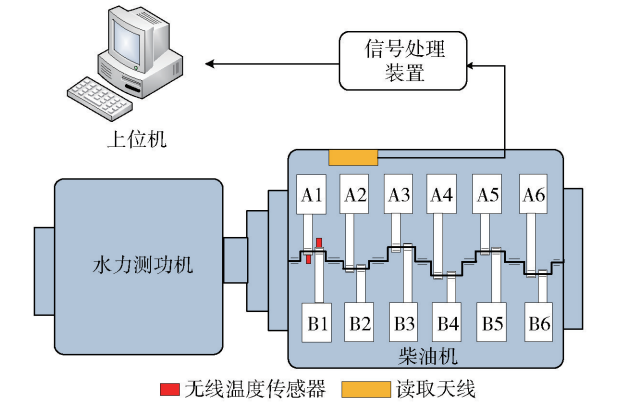 信号处理
装置
上位机
A1 A2 A3 A4 A5 A6
水力测功机
B1 B2 B3 B4 B5 B6
柴油机
无线温度传感器 读取天线